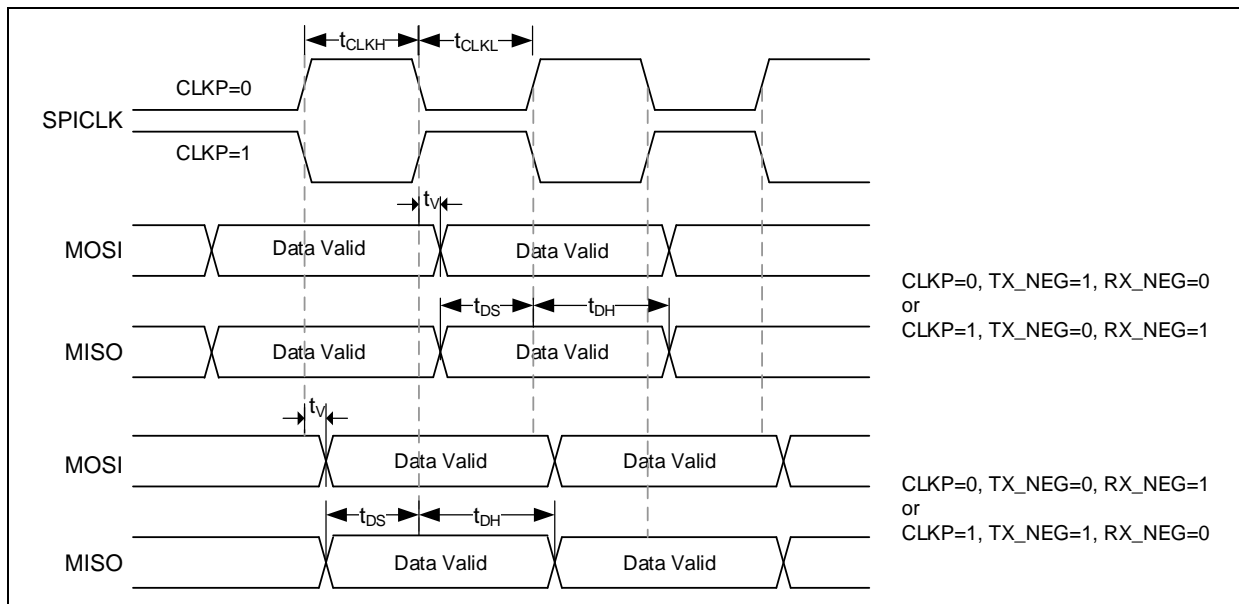 tCLKH tCLKL
CLKP=0
SPICLK
CLKP=1
tV
MOSI Data Valid Data Valid
CLKP=0, TX_NEG=1, RX_NEG=0
or
CLKP=1, TX_NEG=0, RX_NEG=1
tDS tDH
MISO Data Valid Data Valid
tV
MOSI Data Valid Data Valid
CLKP=0, TX_NEG=0, RX_NEG=1
or
CLKP=1, TX_NEG=1, RX_NEG=0
tDS tDH
MISO Data Valid Data Valid